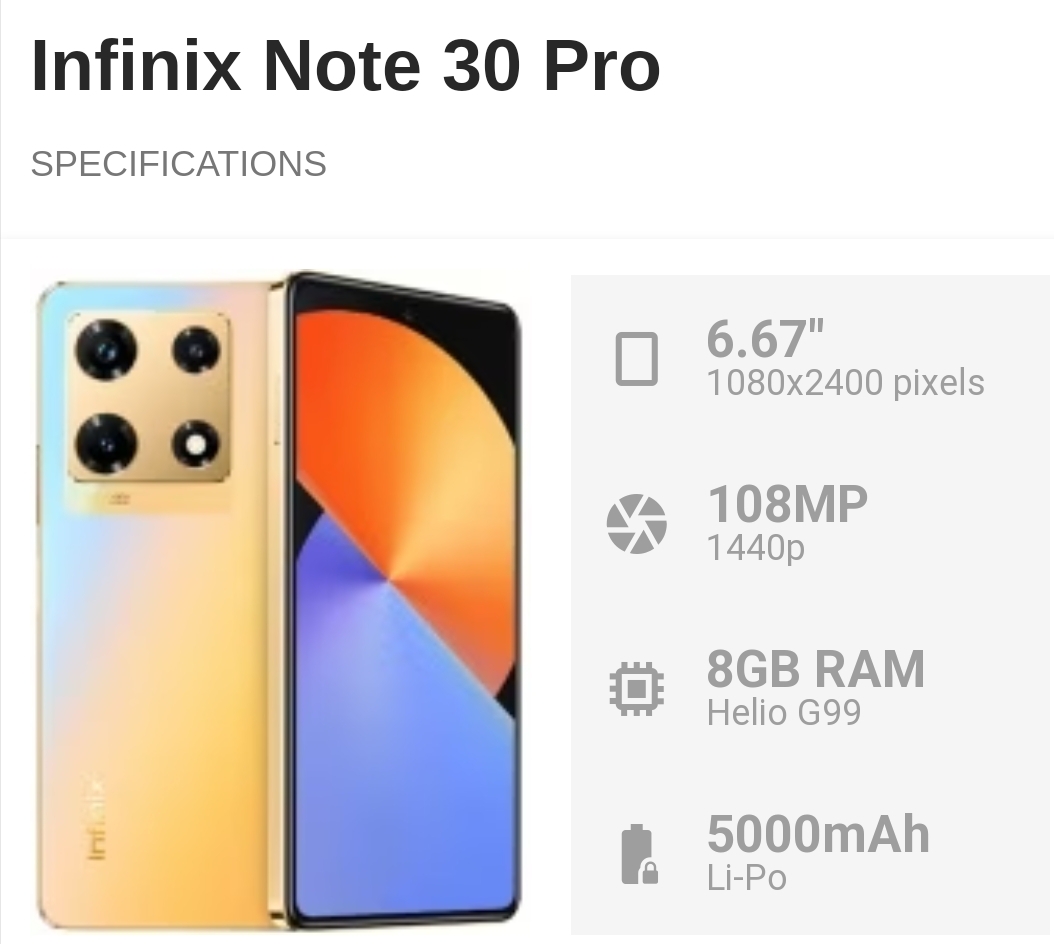 Infinix Note 30 Pro
SPECIFICATIONS
Infinix
6.67"
1080x2400 pixels
108MP
1440p
8GB RAM
Helio G99
5000mAh
Li-Po